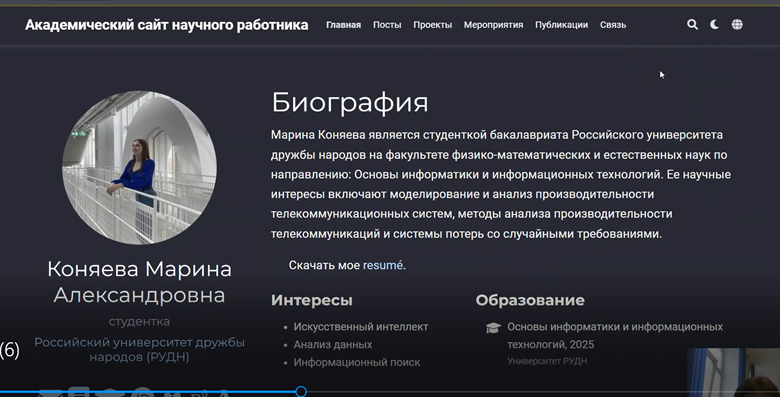 Академический сайт научного работника Главная Посты Проекты Мероприятия Публикации Связь
Биография
Марина Коняева является студенткой бакалавриата Российского университета
дружбы народов на факультете физико-математических и естественных наук по
направлению: Основы информатики и информационных технологий. Ее научные
интересы включают моделирование и анализ производительности
телекоммуникационных систем, методы анализа производительности
телекоммуникаций и системы потерь со случайными требованиями.
Скачать мое resumé.
Коняева Марина
Александровна
студентка
Российский университет дружбы
народов (РУДН)
Интересы
Искусственный интеллект
Анализ данных
Информационный поиск
Образование
Основы информатики и информационных
технологий, 2025
Университет РУДН
(6)